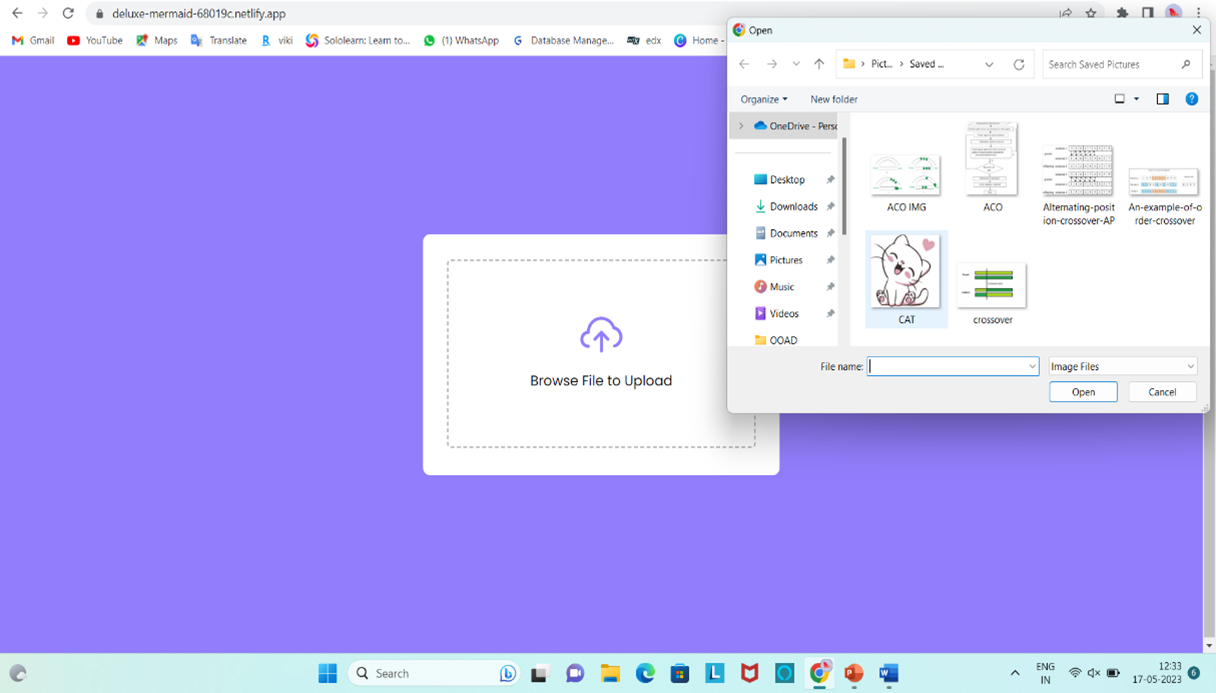 deluxe-mermaid-68019c.netlify.app
Gmail YouTube Maps Translate viki Sololearn: Learn to... (1) WhatsApp Database Manage... edx Home -
Open
Pict... Saved ... Search Saved Pictures
Organize New folder
OneDrive - Perso
Desktop
Downloads
Documents
Pictures
Music
Videos
OOAD
ACO IMG
ACO
Alternating-posit
ion-crossover-AP
An-example-of-o
rder-crossover
CAT
crossover
File name: Image Files
Open Cancel
Browse File to Upload
Search
ENG
IN
12:33
17-05-2023
6